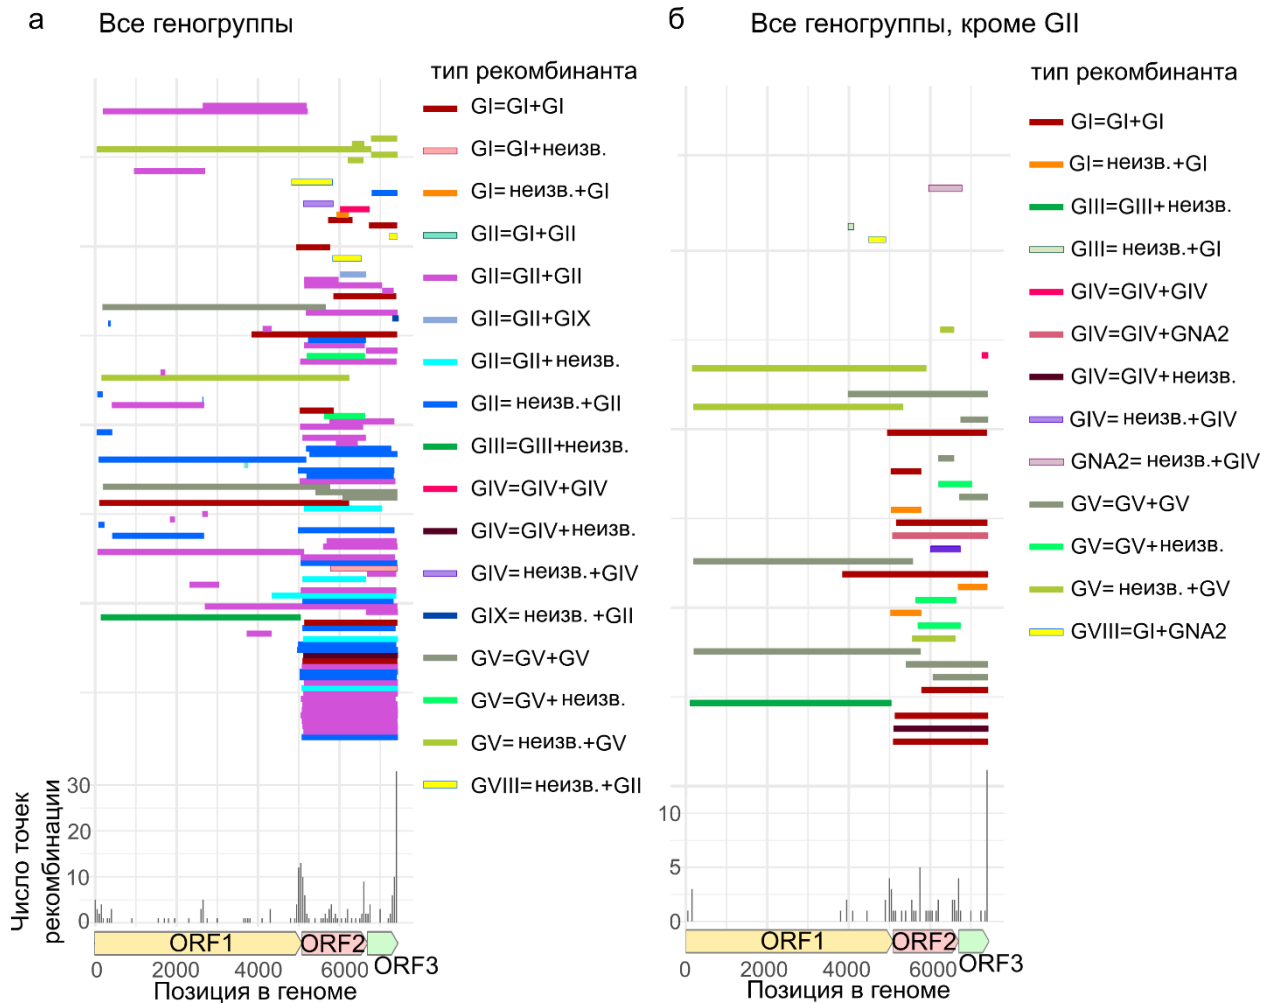 а
Все геногруппы
тип рекомбинанта
GI=GI+GI
GI=GI+неизв.
GI= неизв.+GI
GII=GI+GII
GII=GII+GII
GII=GII+GIX
GII=GII+неизв.
GII= неизв.+GII
GIII=GIII+неизв.
GIV=GIV+GIV
GIV=GIV+неизв.
GIV= неизв.+GIV
GIX= неизв. +GII
GV=GV+GV
GV=GV+ неизв.
GV= неизв.+GV
GVIII=неизв.+GII
Число точек
рекомбинации
30
20
10
0
ORF1
ORF2
ORF3
0
2000
4000
6000
Позиция в геноме
б
Все геногруппы, кроме GII
тип рекомбинанта
GI=GI+GI
GI= неизв.+GI
GIII=GIII+неизв.
GIII= неизв.+GI
GIV=GIV+GIV
GIV=GIV+GNA2
GIV=GIV+неизв.
GIV= неизв.+GIV
GNA2= неизв.+GIV
GV=GV+GV
GV=GV+неизв.
GV= неизв.+GV
GVIII=GI+GNA2
10
5
0
ORF1
ORF2
ORF3
0
2000
4000
6000
Позиция в геноме